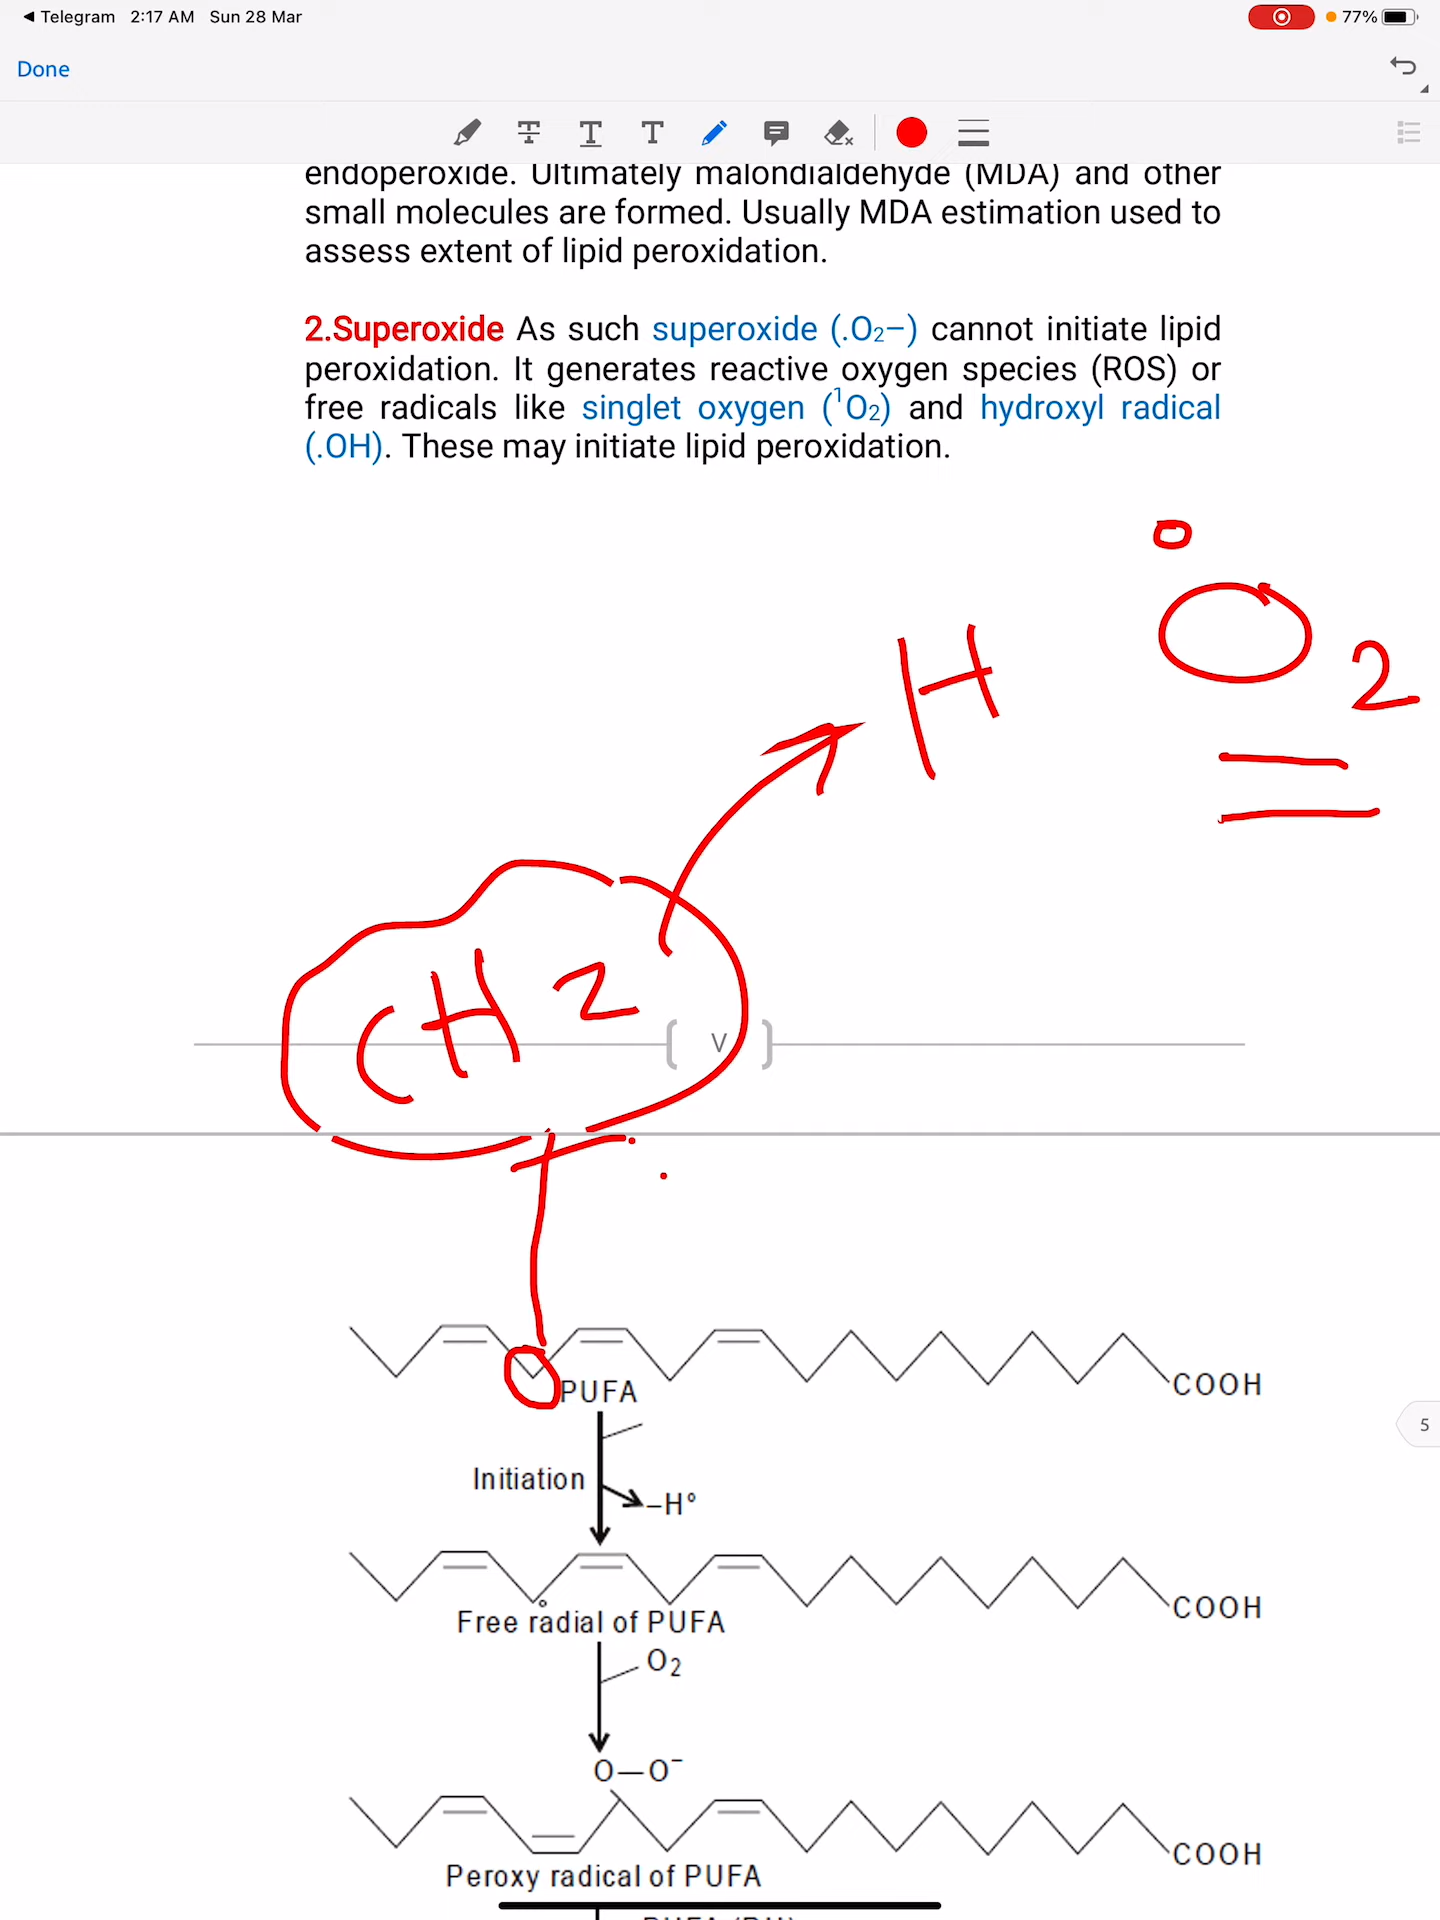 Telegram 2:17 AM Sun 28 Mar 77%
Done
endoperoxide. Ultimately malondialdehyde (MDA) and other
small molecules are formed. Usually MDA estimation used to
assess extent of lipid peroxidation.
2.Superoxide As such superoxide (.O₂–) cannot initiate lipid
peroxidation. It generates reactive oxygen species (ROS) or
free radicals like singlet oxygen (¹O₂) and hydroxyl radical
(.OH). These may initiate lipid peroxidation.
H O2
CH2
V
COOH
PUFA
5
Initiation
–H°
COOH
Free radial of PUFA
O₂
O—O⁻
COOH
Peroxy radical of PUFA